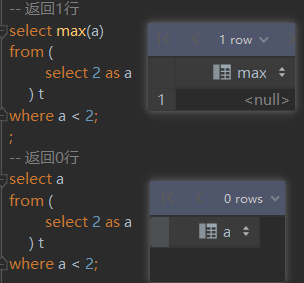 -- 返回1行
select max(a)
from (
select 2 as a
) t
where a < 2;
;
-- 返回0行
select a
from (
select 2 as a
) t
where a < 2;
1 row
max
1 <null>
0 rows
a